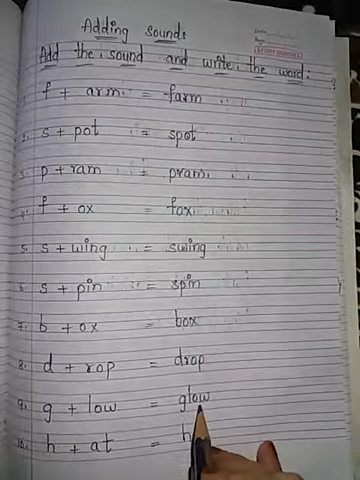 Adding sounds
Add the sound and write the word:
f + arm = farm
2. s + pot = spot
3. p + ram = pram
4. f + ox = fox
5. s + wing = swing
6. s + pin = spin
7. b + ox = box
8. d + rop = drop
9. g + low = glow
10. h + at = h